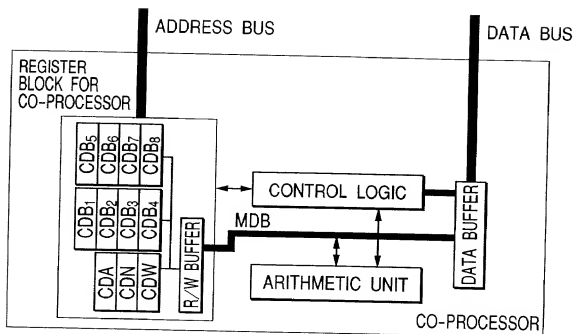 ADDRESS BUS
DATA BUS
REGISTER
BLOCK FOR
CO-PROCESSOR
CDB5
CDB6
CDB7
CDB8
CDB1
CDB2
CDB3
CDB4
CDA
CDN
CDW
R/W BUFFER
CONTROL LOGIC
MDB
ARITHMETIC UNIT
DATA BUFFER
CO-PROCESSOR